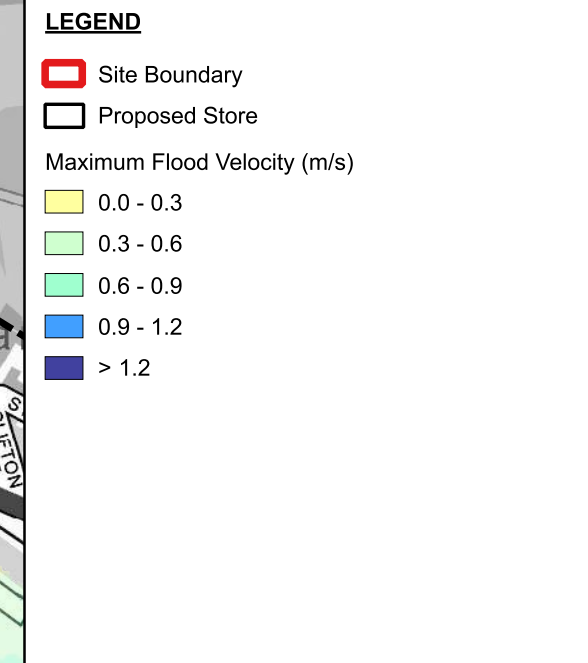 LEGEND
Site Boundary
Proposed Store
Maximum Flood Velocity (m/s)
0.0 - 0.3
0.3 - 0.6
0.6 - 0.9
0.9 - 1.2
> 1.2